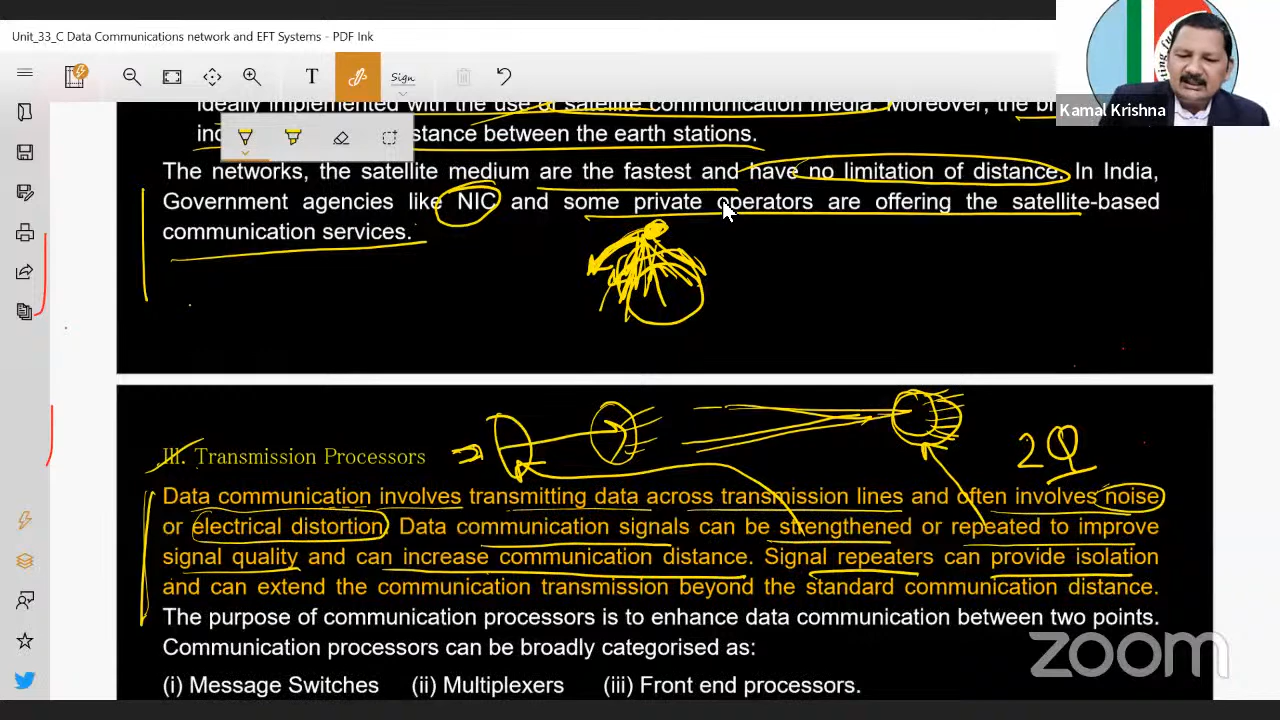 Unit_33_C Data Communications network and EFT Systems - PDF Ink
T
Sign
Kamal Krishna
Ideally implemented with the use of satellite communication media. Moreover, the
inc stance between the earth stations.
The networks, the satellite medium are the fastest and have no limitation of distance. In India,
Government agencies like NIC and some private operators are offering the satellite-based
communication services.
III. Transmission Processors
Data communication involves transmitting data across transmission lines and often involves noise
or electrical distortion. Data communication signals can be strengthened or repeated to improve
signal quality and can increase communication distance. Signal repeaters can provide isolation
and can extend the communication transmission beyond the standard communication distance.
The purpose of communication processors is to enhance data communication between two points.
Communication processors can be broadly categorised as:
(i) Message Switches (ii) Multiplexers (iii) Front end processors.
zoom